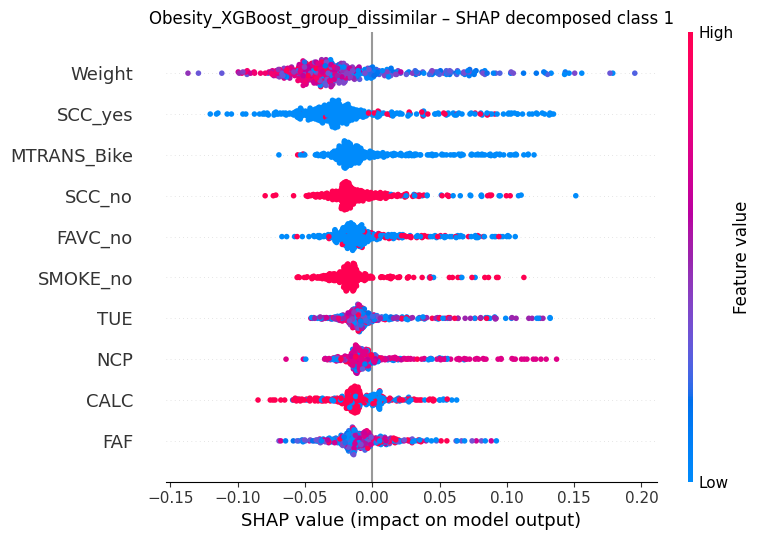 Obesity_XGBoost_group_dissimilar – SHAP decomposed class 1
High
Weight
SCC_yes
MTRANS_Bike
SCC_no
FAVC_no
SMOKE_no
TUE
NCP
CALC
FAF
Feature value
Low
−0.15 −0.10 −0.05 0.00 0.05 0.10 0.15 0.20
SHAP value (impact on model output)